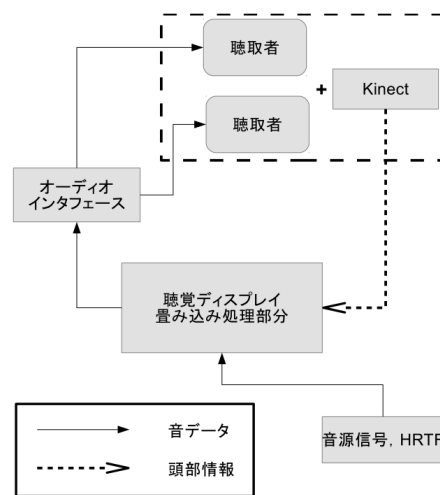 聴取者
+
Kinect
聴取者
オーディオ
インタフェース
聴覚ディスプレイ
畳み込み処理部分
音源信号, HRTF
音データ
頭部情報